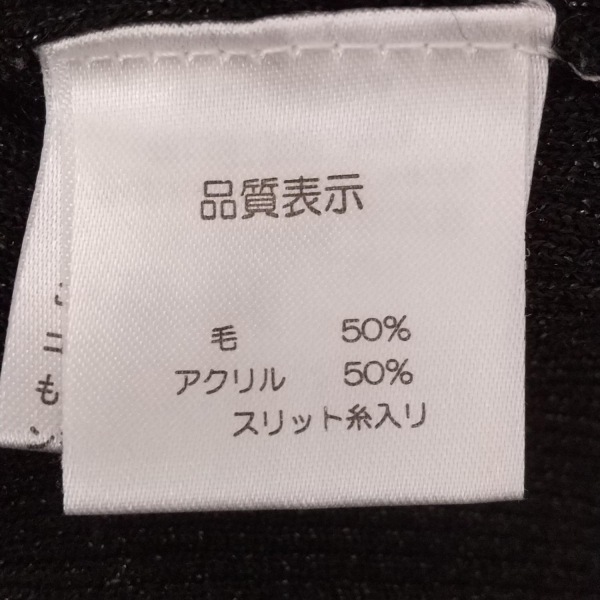 品質表示
毛 50%
アクリル 50%
スリット糸入り